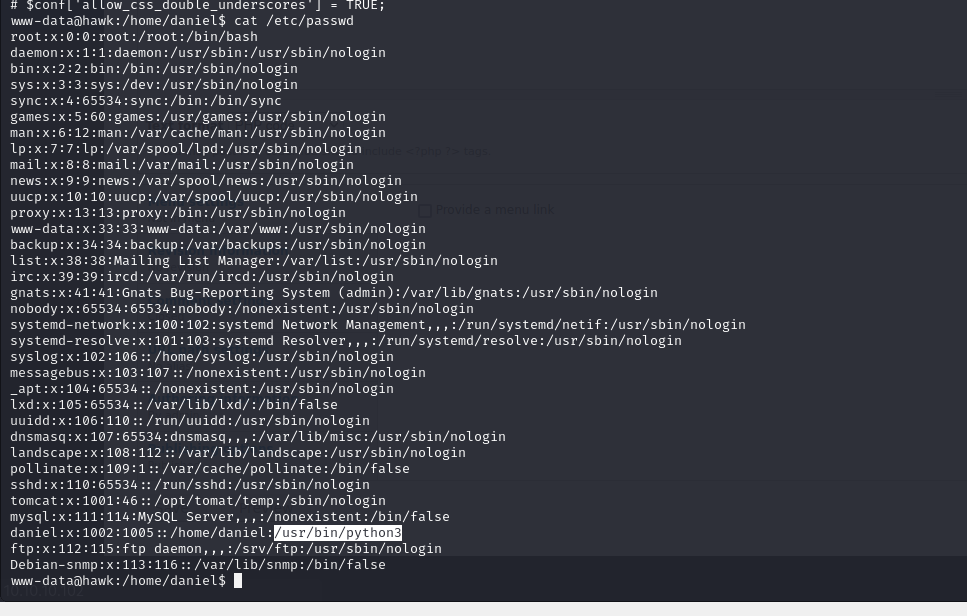 # $conf['allow_css_double_underscores'] = TRUE;
www-data@hawk:/home/daniel$ cat /etc/passwd
root:x:0:0:root:/root:/bin/bash
daemon:x:1:1:daemon:/usr/sbin:/usr/sbin/nologin
bin:x:2:2:bin:/bin:/usr/sbin/nologin
sys:x:3:3:sys:/dev:/usr/sbin/nologin
sync:x:4:65534:sync:/bin:/bin/sync
games:x:5:60:games:/usr/games:/usr/sbin/nologin
man:x:6:12:man:/var/cache/man:/usr/sbin/nologin
lp:x:7:7:lp:/var/spool/lpd:/usr/sbin/nologin
mail:x:8:8:mail:/var/mail:/usr/sbin/nologin
news:x:9:9:news:/var/spool/news:/usr/sbin/nologin
uucp:x:10:10:uucp:/var/spool/uucp:/usr/sbin/nologin
proxy:x:13:13:proxy:/bin:/usr/sbin/nologin
Provide a menu link
www-data:x:33:33:www-data:/var/www:/usr/sbin/nologin
backup:x:34:34:backup:/var/backups:/usr/sbin/nologin
list:x:38:38:Mailing List Manager:/var/list:/usr/sbin/nologin
irc:x:39:39:ircd:/var/run/ircd:/usr/sbin/nologin
gnats:x:41:41:Gnats Bug-Reporting System (admin):/var/lib/gnats:/usr/sbin/nologin
nobody:x:65534:65534:nobody:/nonexistent:/usr/sbin/nologin
systemd-network:x:100:102:systemd Network Management,,,:/run/systemd/netif:/usr/sbin/nologin
systemd-resolve:x:101:103:systemd Resolver,,,:/run/systemd/resolve:/usr/sbin/nologin
syslog:x:102:106::/home/syslog:/usr/sbin/nologin
messagebus:x:103:107::/nonexistent:/usr/sbin/nologin
_apt:x:104:65534::/nonexistent:/usr/sbin/nologin
lxd:x:105:65534::/var/lib/lxd/:/bin/false
uuidd:x:106:110::/run/uuidd:/usr/sbin/nologin
dnsmasq:x:107:65534:dnsmasq,,,:/var/lib/misc:/usr/sbin/nologin
landscape:x:108:112::/var/lib/landscape:/usr/sbin/nologin
pollinate:x:109:1::/var/cache/pollinate:/bin/false
sshd:x:110:65534::/run/sshd:/usr/sbin/nologin
tomcat:x:1001:46::/opt/tomat/temp:/sbin/nologin
mysql:x:111:114:MySQL Server,,,:/nonexistent:/bin/false
daniel:x:1002:1005::/home/daniel:/usr/bin/python3
ftp:x:112:115:ftp daemon,,,:/srv/ftp:/usr/sbin/nologin
Debian-snmp:x:113:116::/var/lib/snmp:/bin/false
www-data@hawk:/home/daniel$
10.10.10.102